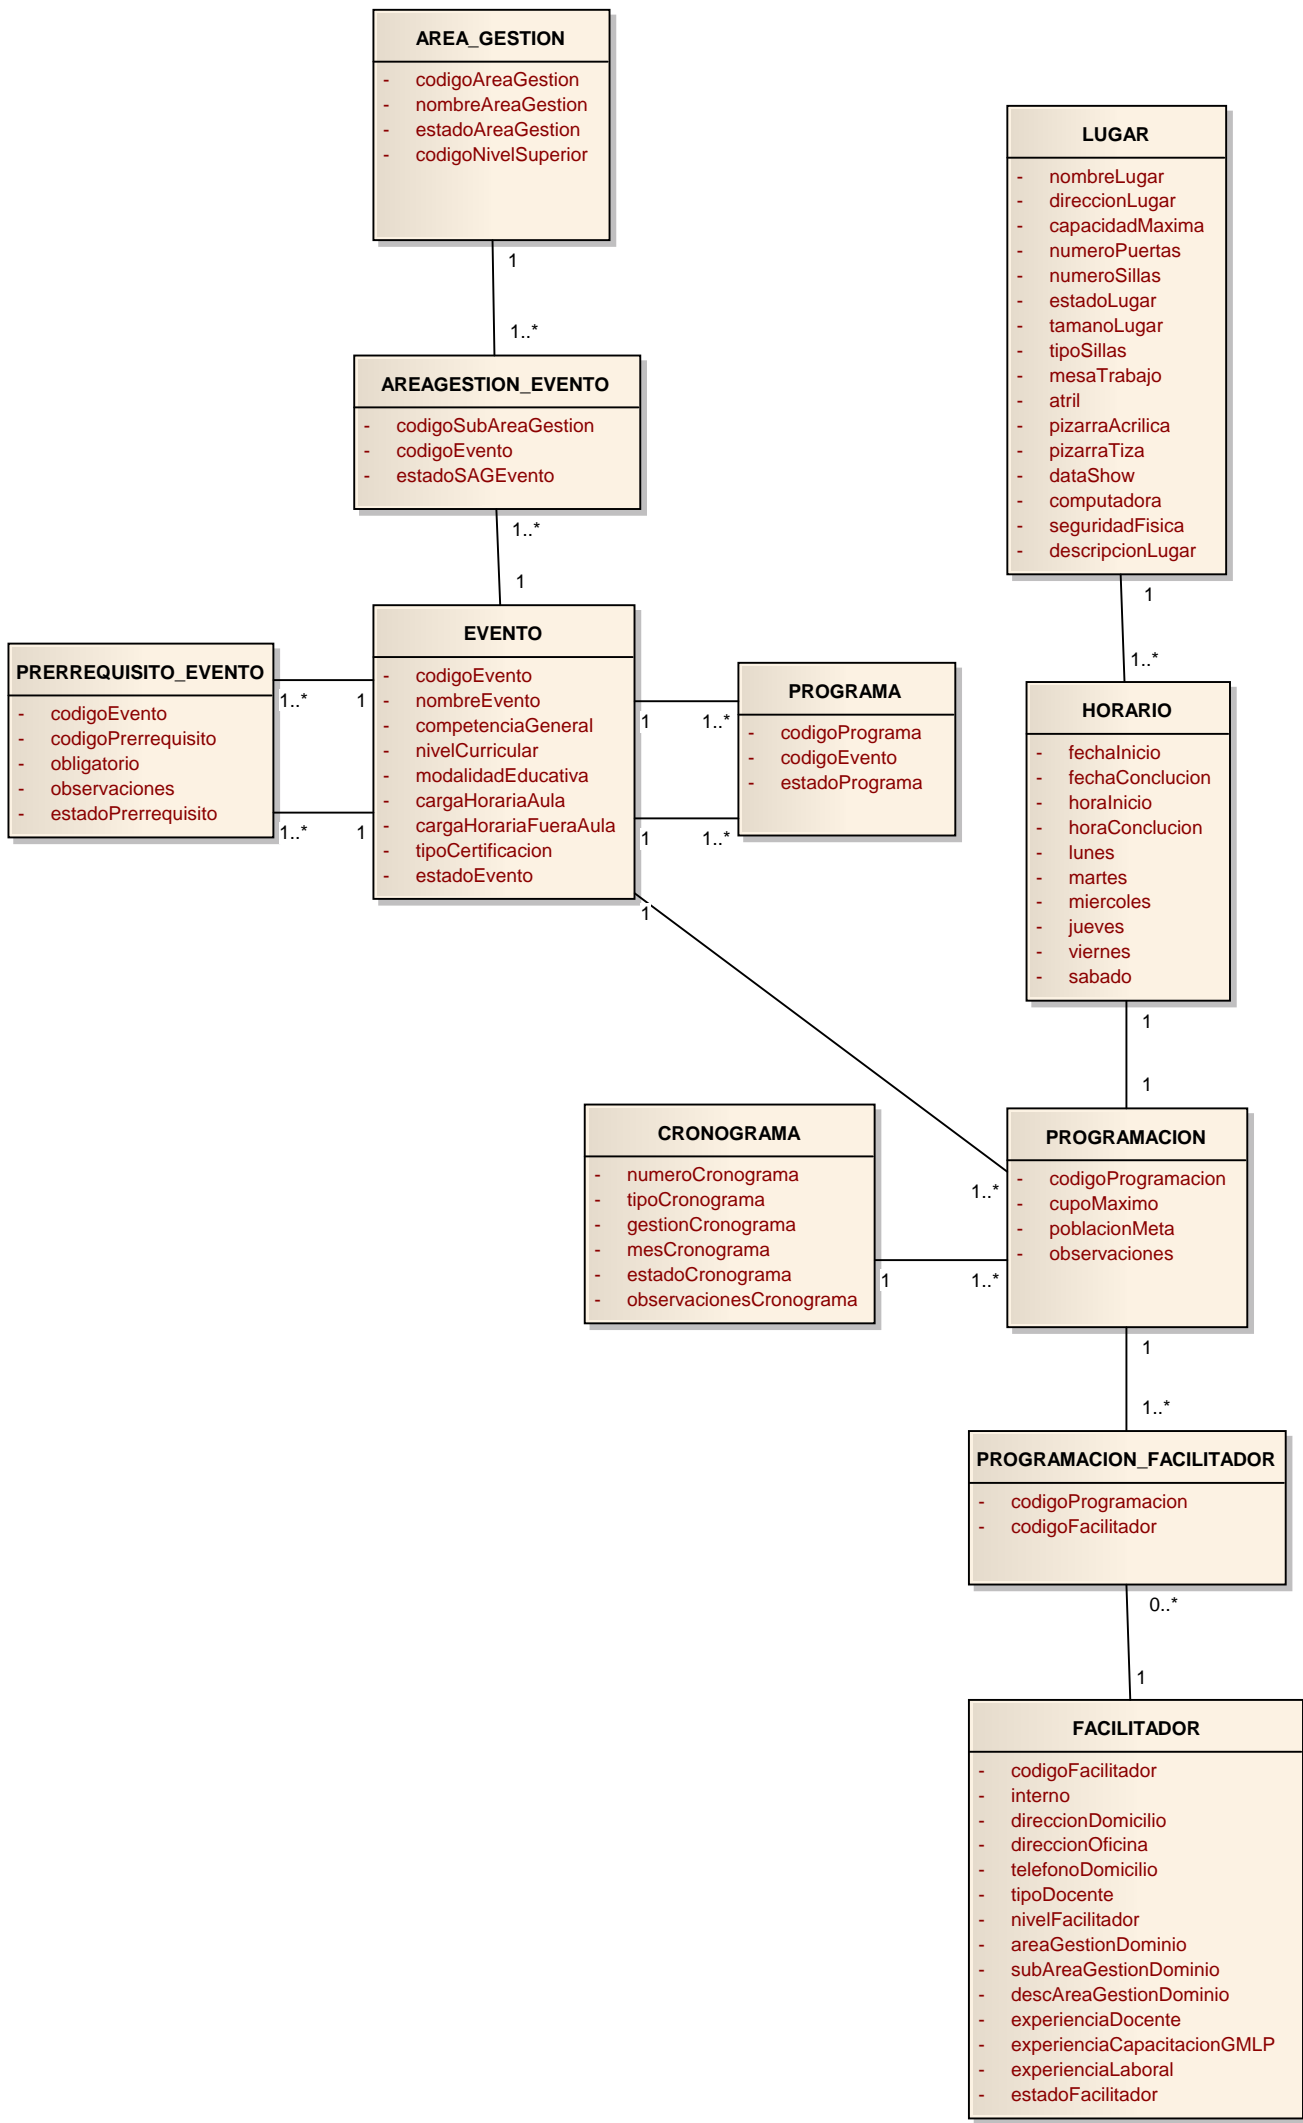 AREA_GESTION
- codigoAreaGestion
- nombreAreaGestion
- estadoAreaGestion
- codigoNivelSuperior
1
1..*
AREAGESTION_EVENTO
- codigoSubAreaGestion
- codigoEvento
- estadoSAGEvento
1..*
1
LUGAR
- nombreLugar
- direccionLugar
- capacidadMaxima
- numeroPuertas
- numeroSillas
- estadoLugar
- tamanoLugar
- tipoSillas
- mesaTrabajo
- atril
- pizarraAcrilica
- pizarraTiza
- dataShow
- computadora
- seguridadFisica
- descripcionLugar
1
1..*
PRERREQUISITO_EVENTO
- codigoEvento
- codigoPrerrequisito
- obligatorio
- observaciones
- estadoPrerrequisito
1..* 1
1..* 1
EVENTO
- codigoEvento
- nombreEvento
- competenciaGeneral
- nivelCurricular
- modalidadEducativa
- cargaHorariaAula
- cargaHorariaFueraAula
- tipoCertificacion
- estadoEvento
1 1..*
1 1..*
1
1..*
PROGRAMA
- codigoPrograma
- codigoEvento
- estadoPrograma
HORARIO
- fechaInicio
- fechaConclucion
- horaInicio
- horaConclucion
- lunes
- martes
- miercoles
- jueves
- viernes
- sabado
1
1
CRONOGRAMA
- numeroCronograma
- tipoCronograma
- gestionCronograma
- mesCronograma
- estadoCronograma
- observacionesCronograma
1 1..*
PROGRAMACION
- codigoProgramacion
- cupoMaximo
- poblacionMeta
- observaciones
1
1..*
PROGRAMACION_FACILITADOR
- codigoProgramacion
- codigoFacilitador
0..*
1
FACILITADOR
- codigoFacilitador
- interno
- direccionDomicilio
- direccionOficina
- telefonoDomicilio
- tipoDocente
- nivelFacilitador
- areaGestionDominio
- subAreaGestionDominio
- descAreaGestionDominio
- experienciaDocente
- experienciaCapacitacionGMLP
- experienciaLaboral
- estadoFacilitador